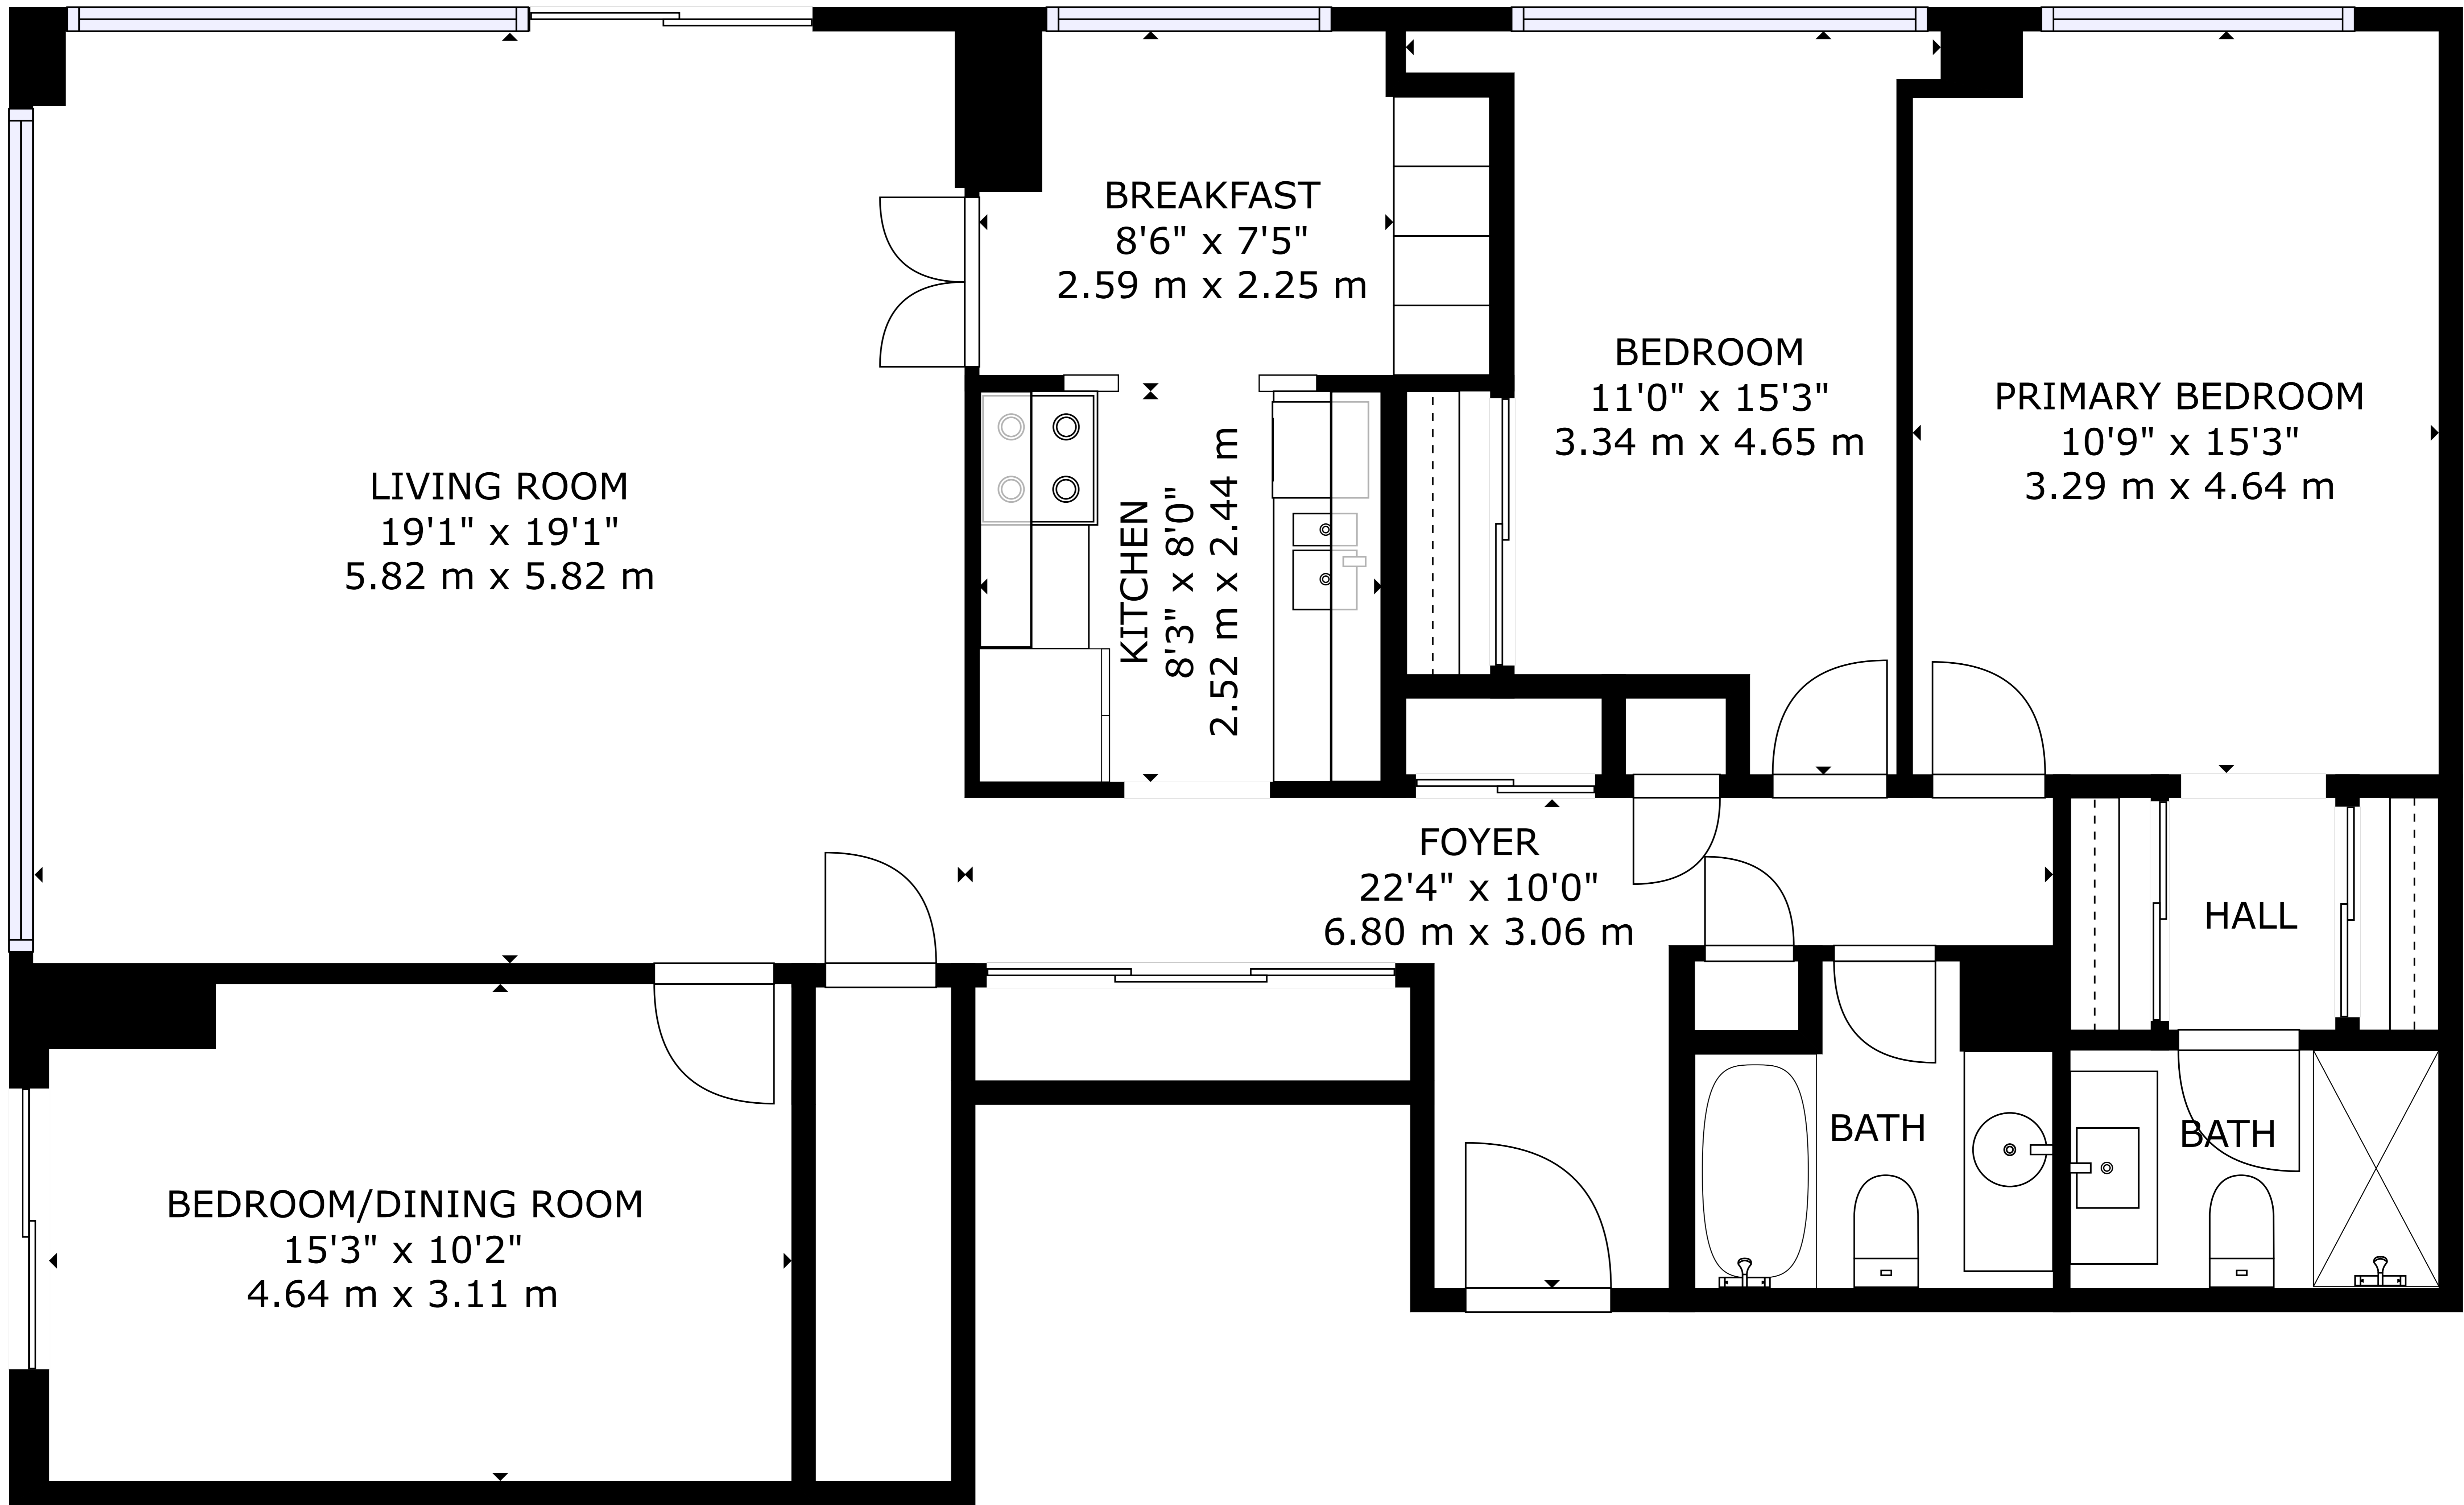 BREAKFAST
8'6" x 7'5"
2.59 m x 2.25 m
BEDROOM
11'0" x 15'3"
3.34 m x 4.65 m
PRIMARY BEDROOM
10'9" x 15'3"
3.29 m x 4.64 m
LIVING ROOM
19'1" x 19'1"
5.82 m x 5.82 m
KITCHEN
8'3" x 8'0"
2.52 m x 2.44 m
FOYER
22'4" x 10'0"
6.80 m x 3.06 m
HALL
BATH
BATH
BEDROOM/DINING ROOM
15'3" x 10'2"
4.64 m x 3.11 m